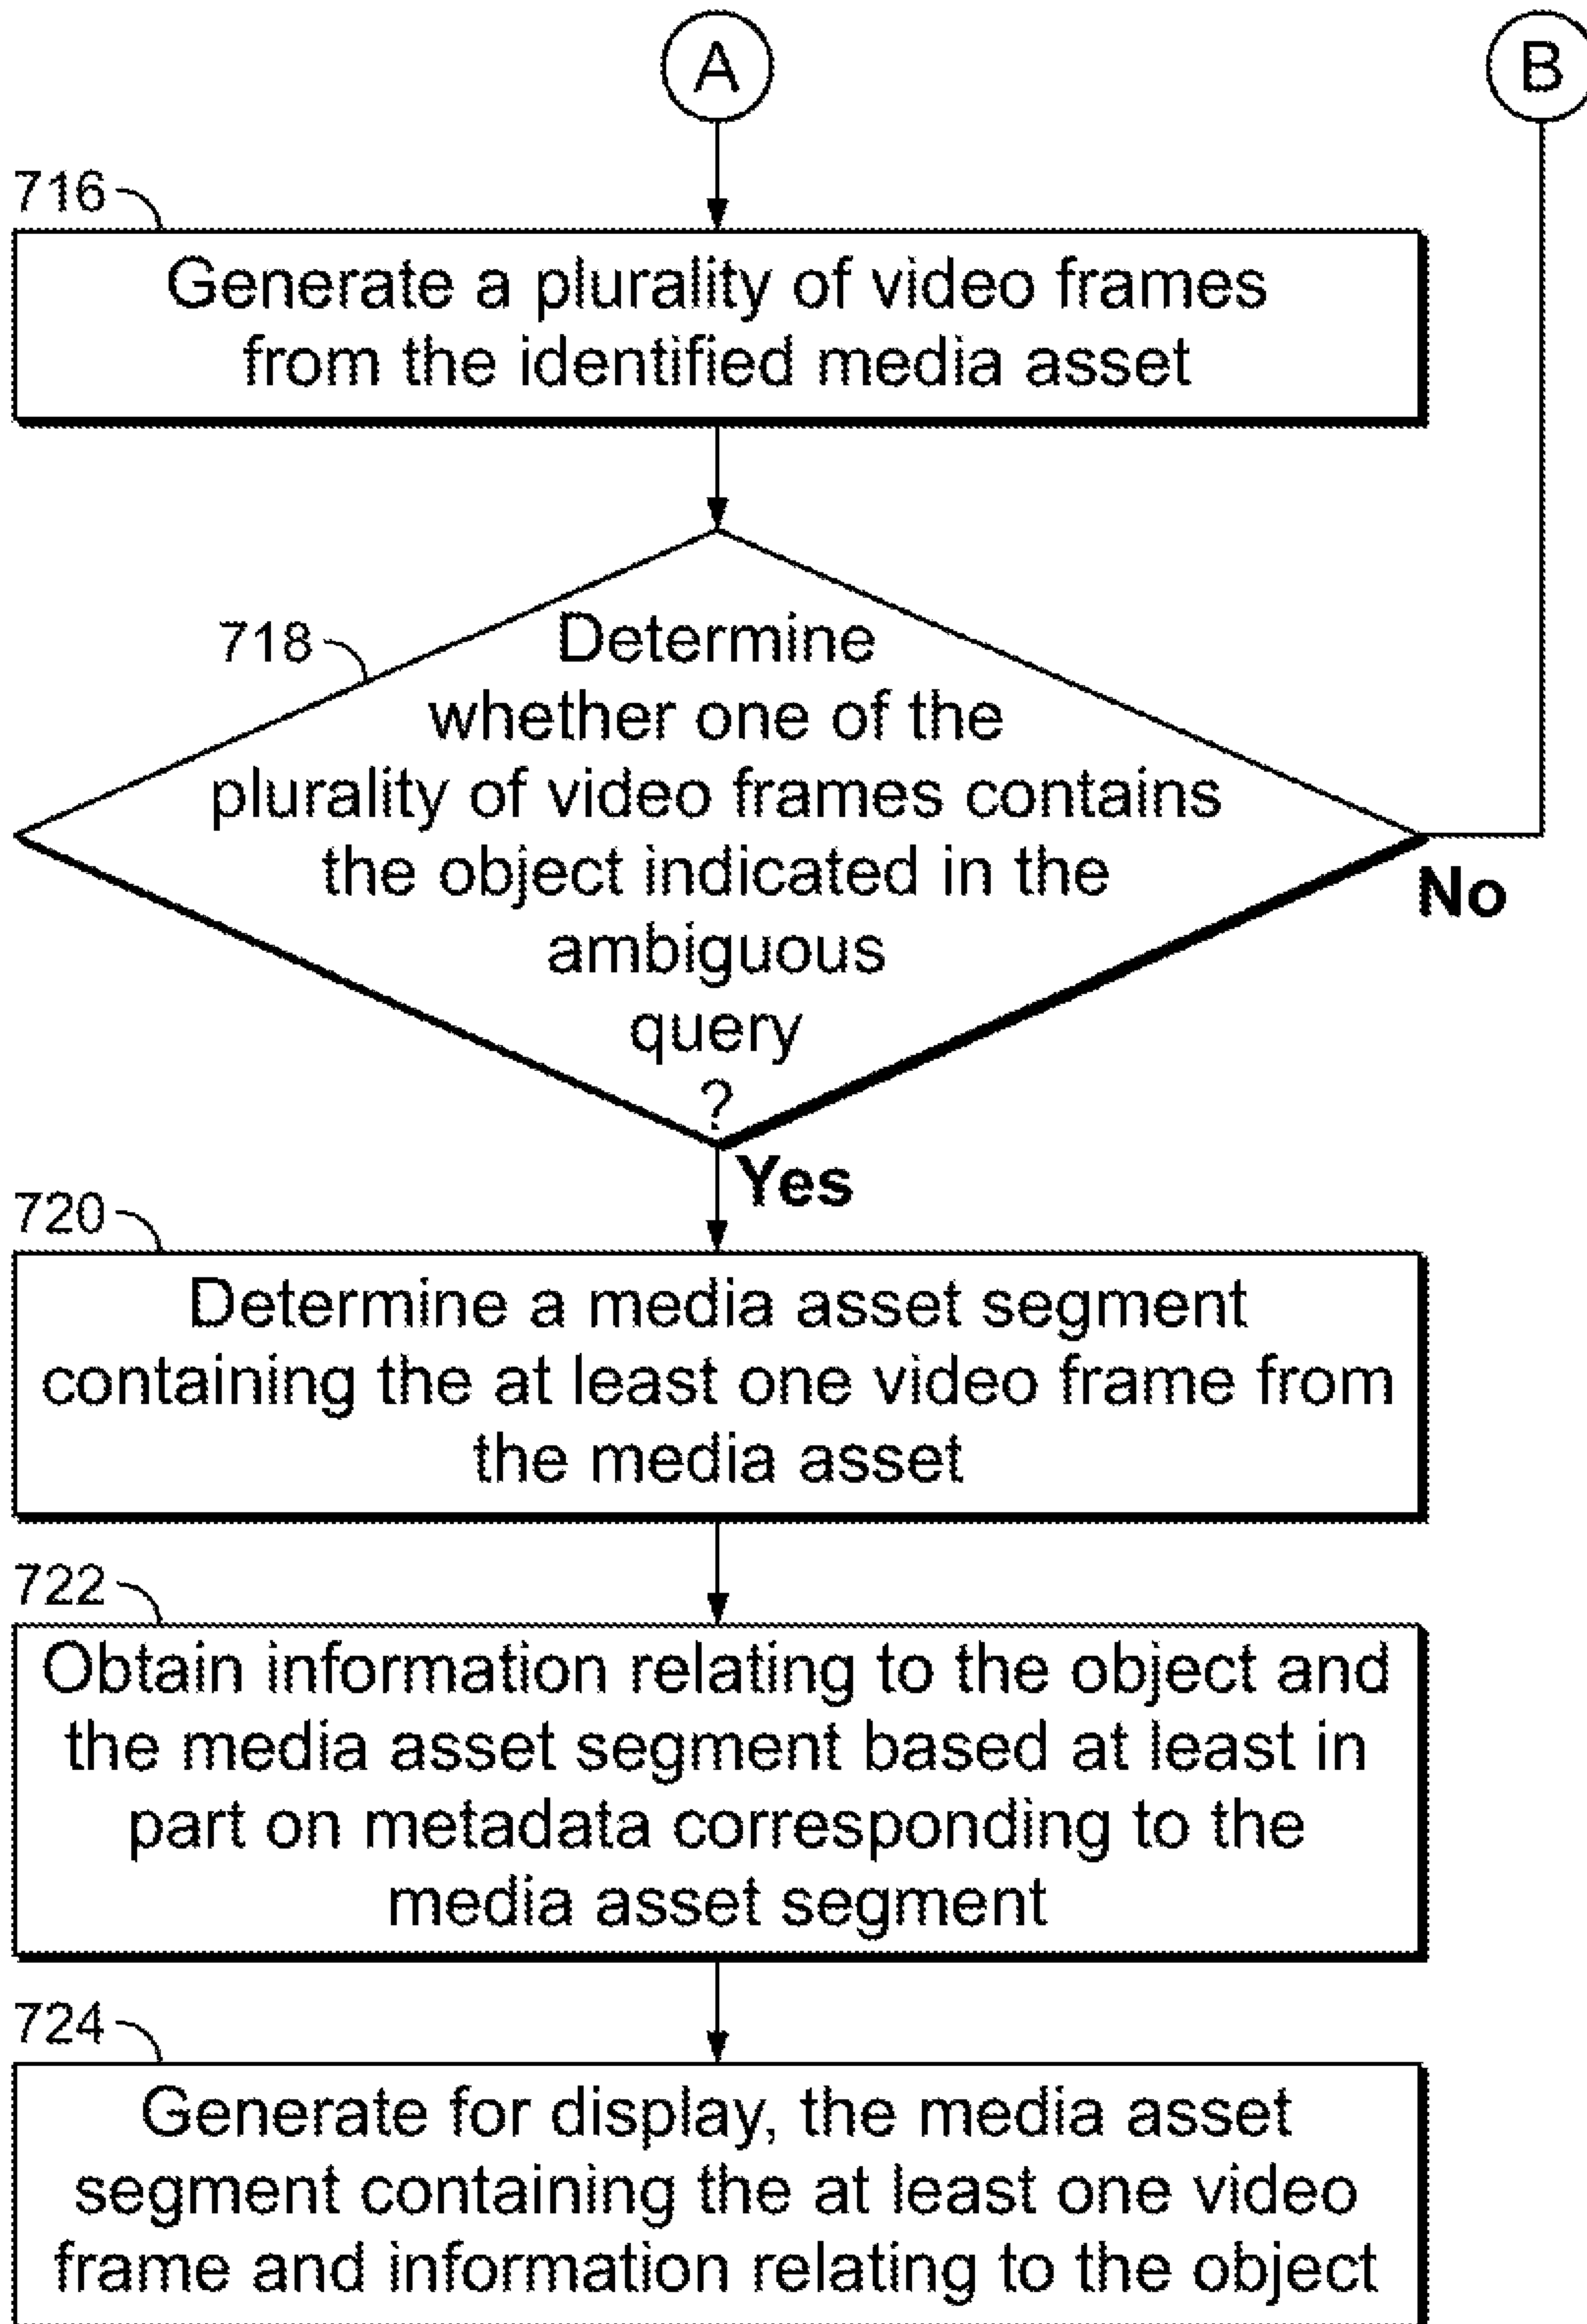 A
B
716
Generate a plurality of video frames
from the identified media asset
718
Determine
whether one of the
plurality of video frames contains
the object indicated in the
ambiguous
query
?
No
Yes
720
Determine a media asset segment
containing the at least one video frame from
the media asset
722
Obtain information relating to the object and
the media asset segment based at least in
part on metadata corresponding to the
media asset segment
724
Generate for display, the media asset
segment containing the at least one video
frame and information relating to the object